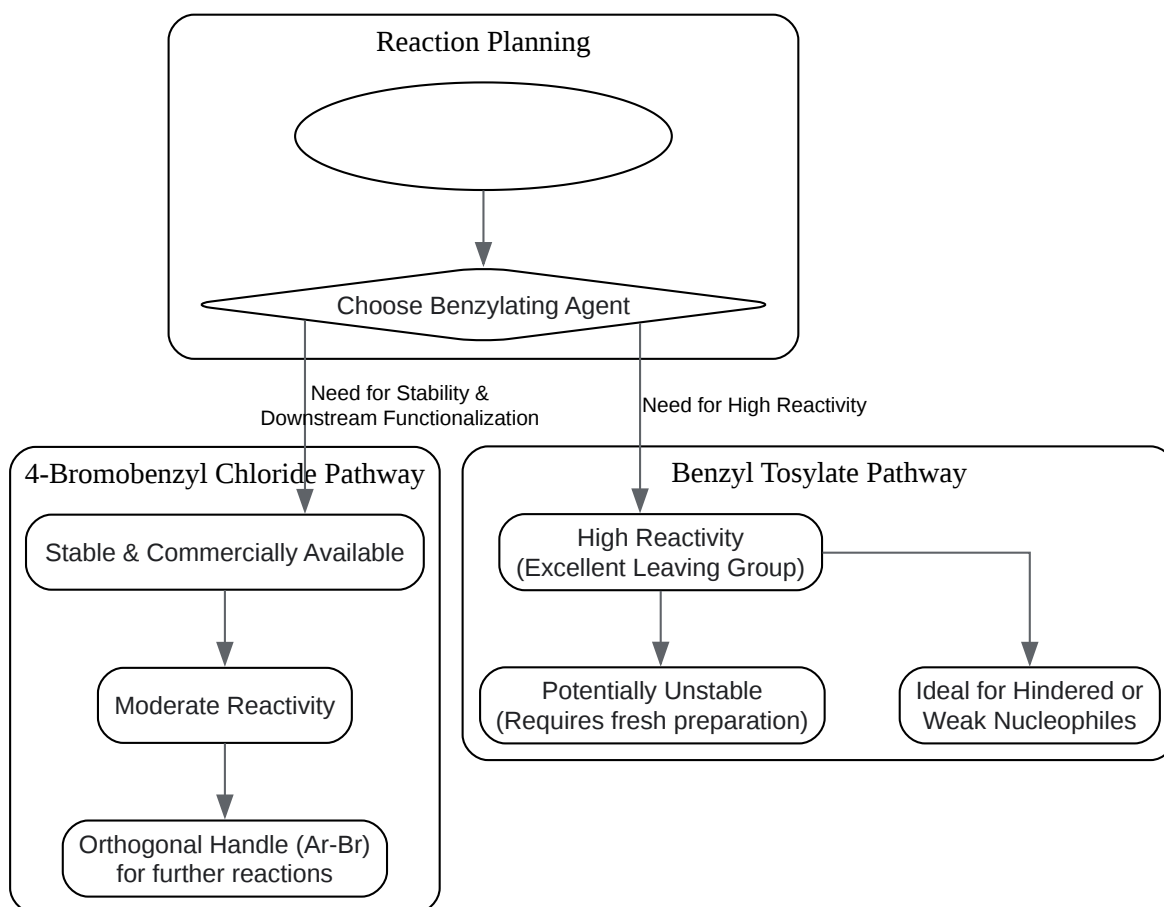 Reaction Planning
Choose Benzylating Agent
Need for Stability &
Downstream Functionalization
Need for High Reactivity
4-Bromobenzyl Chloride Pathway
Stable & Commercially Available
Moderate Reactivity
Orthogonal Handle (Ar-Br)
for further reactions
Benzyl Tosylate Pathway
High Reactivity
(Excellent Leaving Group)
Potentially Unstable
(Requires fresh preparation)
Ideal for Hindered or
Weak Nucleophiles